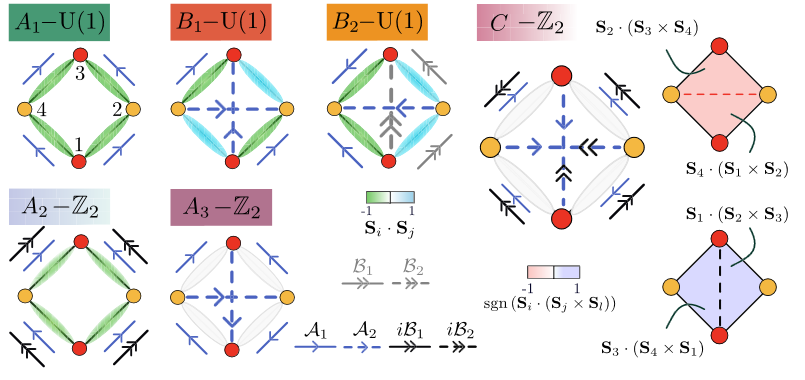 A₁–U(1)
B₁–U(1)
B₂–U(1)
C –ℤ₂
S₂ · (S₃ × S₄)
3
4
2
1
S₄ · (S₁ × S₂)
A₂–ℤ₂
A₃–ℤ₂
-1 1
Sᵢ · Sⱼ
ℬ₁ ℬ₂
𝒜₁ 𝒜₂ iℬ₁ iℬ₂
-1 1
sgn (Sᵢ · (Sⱼ × Sₗ))
S₁ · (S₂ × S₃)
S₃ · (S₄ × S₁)